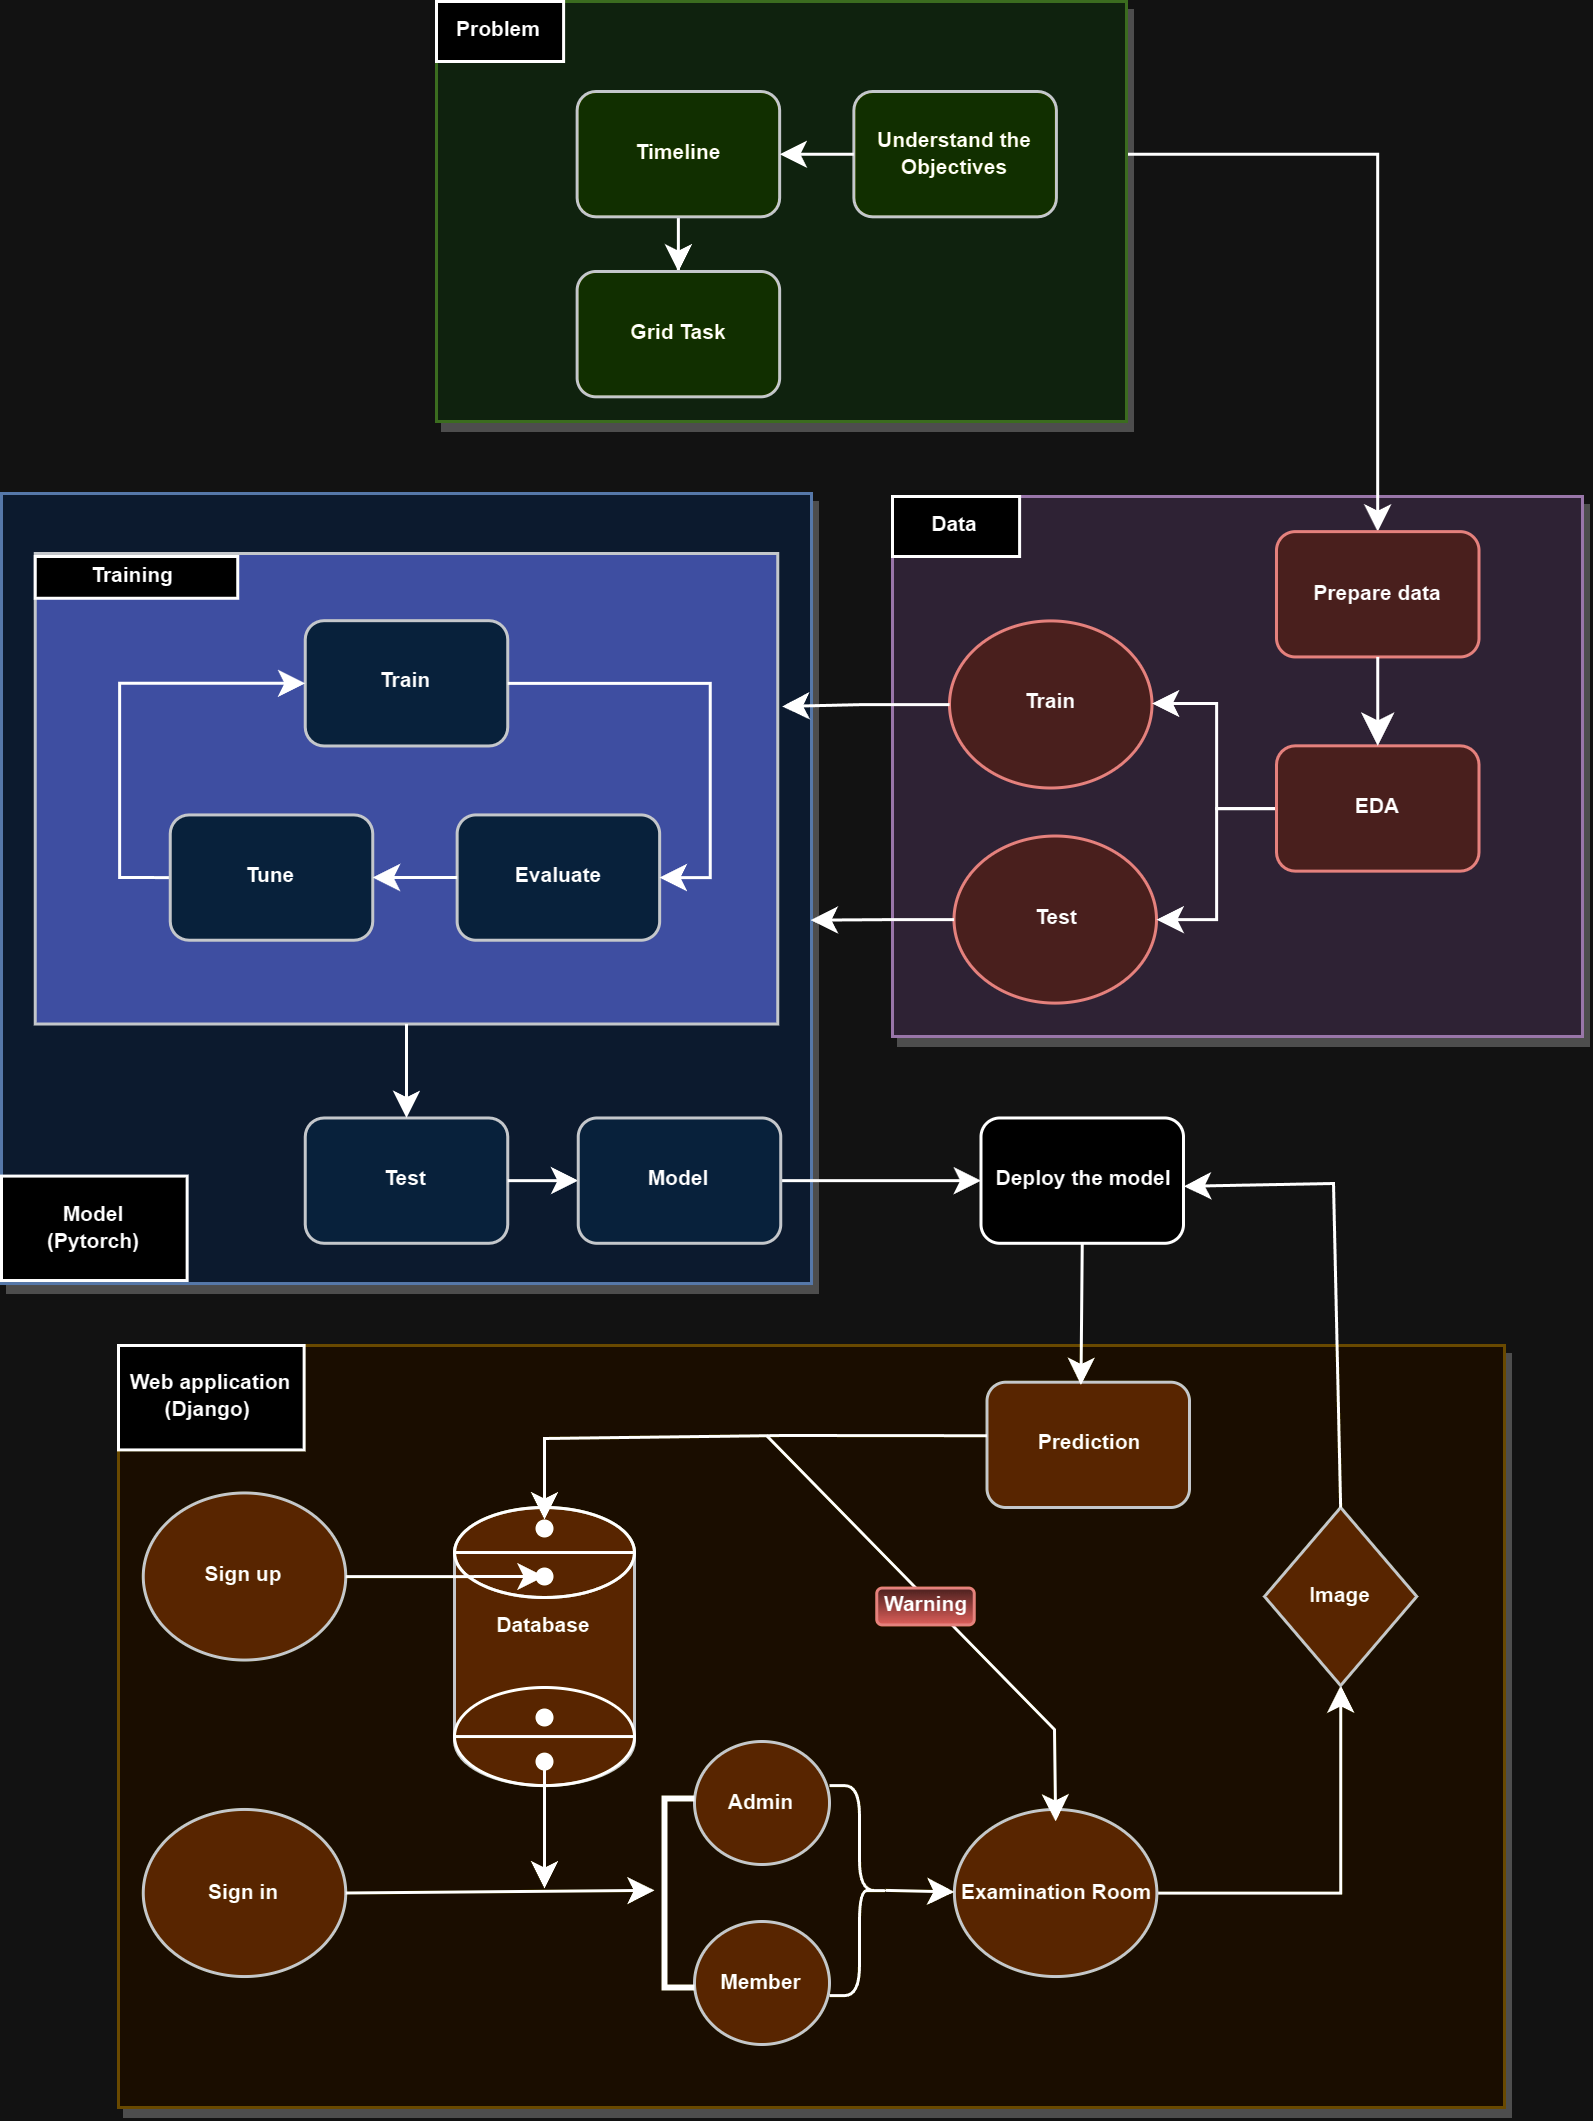 Problem
Timeline
Understand the
Objectives
Grid Task
Training
Train
Tune
Evaluate
Data
Prepare data
Train
EDA
Test
Test
Model
Model
(Pytorch)
Deploy the model
Web application
(Django)
Prediction
Sign up
Database
Warning
Image
Sign in
Admin
Member
Examination Room